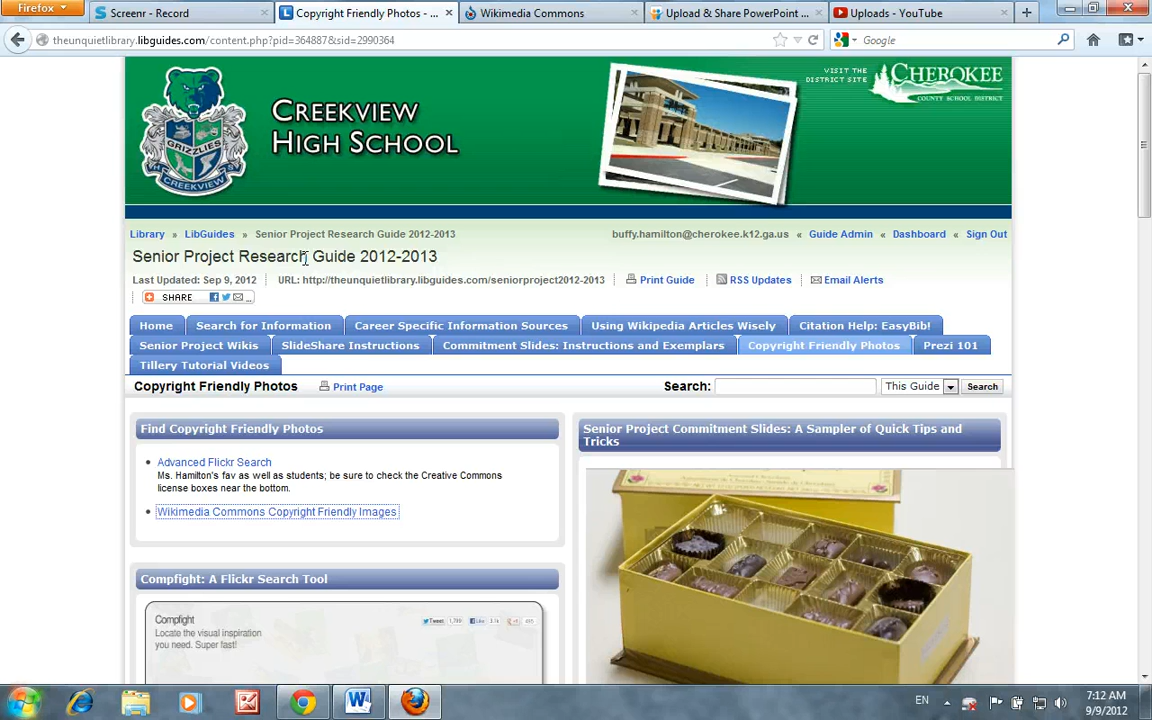 Firefox
Screenr - Record
Copyright Friendly Photos - ...
Wikimedia Commons
Upload & Share PowerPoint ...
Uploads - YouTube
theunquietlibrary.libguides.com/content.php?pid=364887&sid=2990364
Google
CREEKVIEW
HIGH SCHOOL
GRIZZLIES
CREEKVIEW
VISIT THE
DISTRICT SITE
CHEROKEE
COUNTY SCHOOL DISTRICT
Library » LibGuides » Senior Project Research Guide 2012-2013
buffy.hamilton@cherokee.k12.ga.us « Guide Admin « Dashboard « Sign Out
Senior Project Research Guide 2012-2013
Last Updated: Sep 9, 2012 URL: http://theunquietlibrary.libguides.com/seniorproject2012-2013 Print Guide RSS Updates Email Alerts
SHARE ...
Home Search for Information Career Specific Information Sources Using Wikipedia Articles Wisely Citation Help: EasyBib!
Senior Project Wikis SlideShare Instructions Commitment Slides: Instructions and Exemplars Copyright Friendly Photos Prezi 101
Tillery Tutorial Videos
Copyright Friendly Photos Print Page Search: This Guide Search
Find Copyright Friendly Photos
• Advanced Flickr Search
Ms. Hamilton's fav as well as students; be sure to check the Creative Commons
license boxes near the bottom.
• Wikimedia Commons Copyright Friendly Images
Compfight: A Flickr Search Tool
Compfight
Locate the visual inspiration
you need. Super fast!
Tweet
Like
Senior Project Commitment Slides: A Sampler of Quick Tips and
Tricks
EN
7:12 AM
9/9/2012